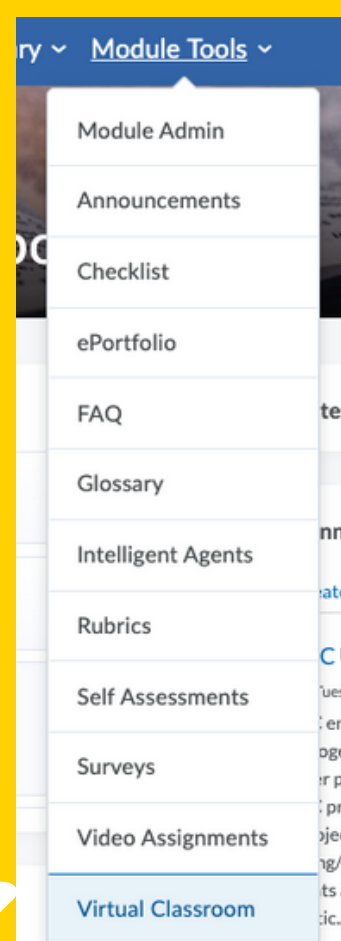 Module Tools
Module Admin
Announcements
Checklist
ePortfolio
FAQ
Glossary
Intelligent Agents
Rubrics
Self Assessments
Surveys
Video Assignments
Virtual Classroom